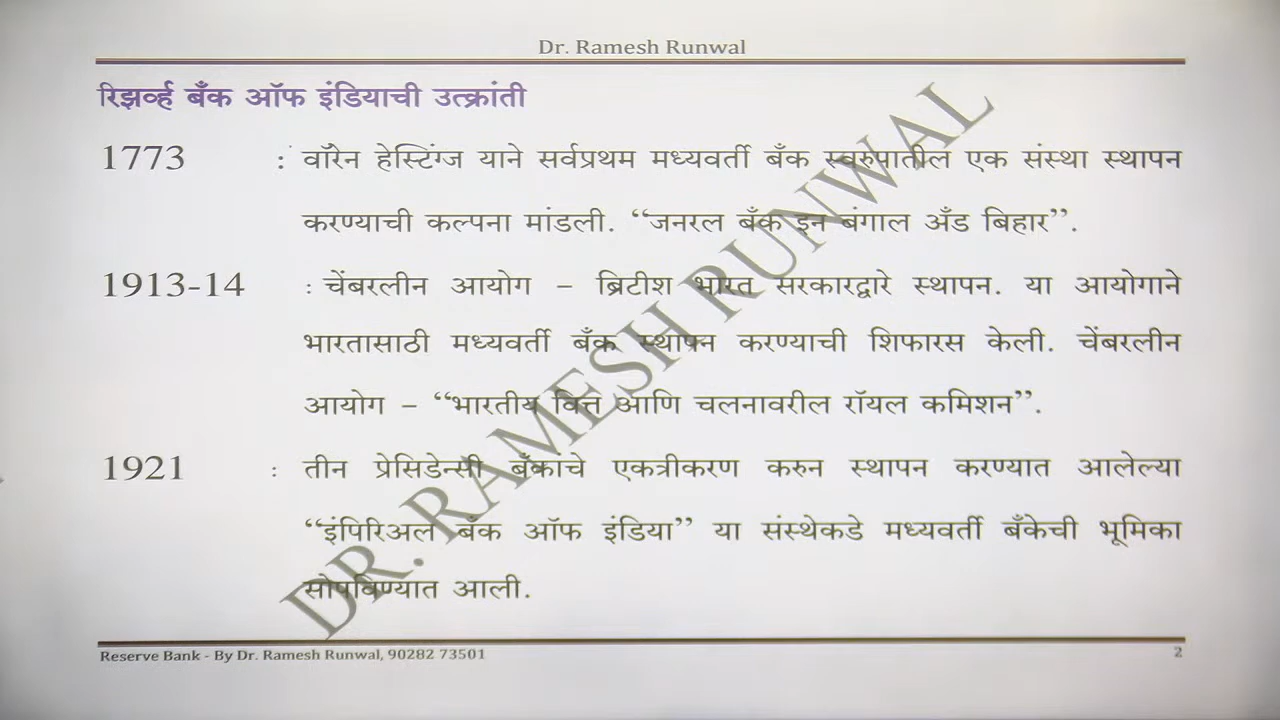 Dr. Ramesh Runwal
रिझर्व्ह बँक ऑफ इंडियाची उत्क्रांती
1773 : वॉरेन हेस्टिंग्ज याने सर्वप्रथम मध्यवर्ती बँक स्वरुपातील एक संस्था स्थापन
करण्याची कल्पना मांडली. “जनरल बँक इन बंगाल अँड बिहार”.
1913-14 : चेंबरलीन आयोग – ब्रिटीश भारत सरकारद्वारे स्थापन. या आयोगाने
भारतासाठी मध्यवर्ती बँक स्थापन करण्याची शिफारस केली. चेंबरलीन
आयोग – “भारतीय वित्त आणि चलनावरील रॉयल कमिशन”.
1921 : तीन प्रेसिडेन्सी बँकाचे एकत्रीकरण करुन स्थापन करण्यात आलेल्या
“इंपिरिअल बँक ऑफ इंडिया” या संस्थेकडे मध्यवर्ती बँकेची भूमिका
सोपविण्यात आली.
DR. RAMESH RUNWAL
Reserve Bank - By Dr. Ramesh Runwal, 90282 73501 2